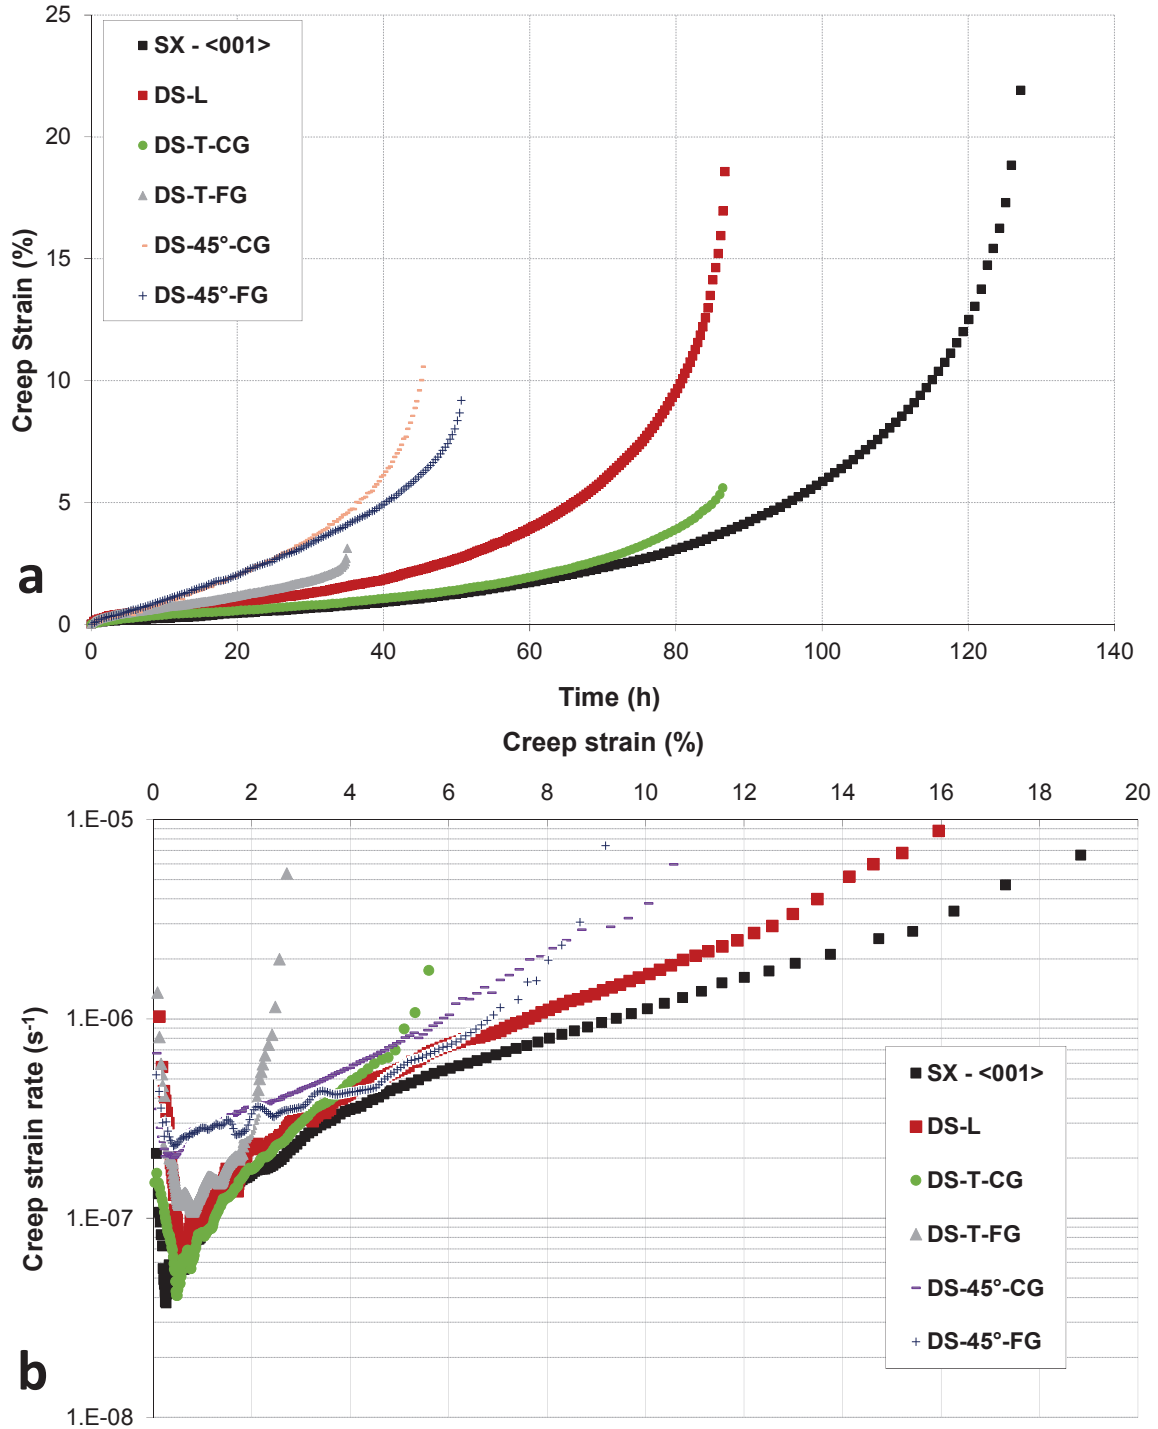 25
20
15
10
5
0
Creep Strain (%)
SX - <001>
DS-L
DS-T-CG
DS-T-FG
DS-45°-CG
DS-45°-FG
a
0 20 40 60 80 100 120 140
Time (h)
Creep strain (%)
0 2 4 6 8 10 12 14 16 18 20
1.E-05
1.E-06
1.E-07
1.E-08
Creep strain rate (s-1)
SX - <001>
DS-L
DS-T-CG
DS-T-FG
DS-45°-CG
DS-45°-FG
b